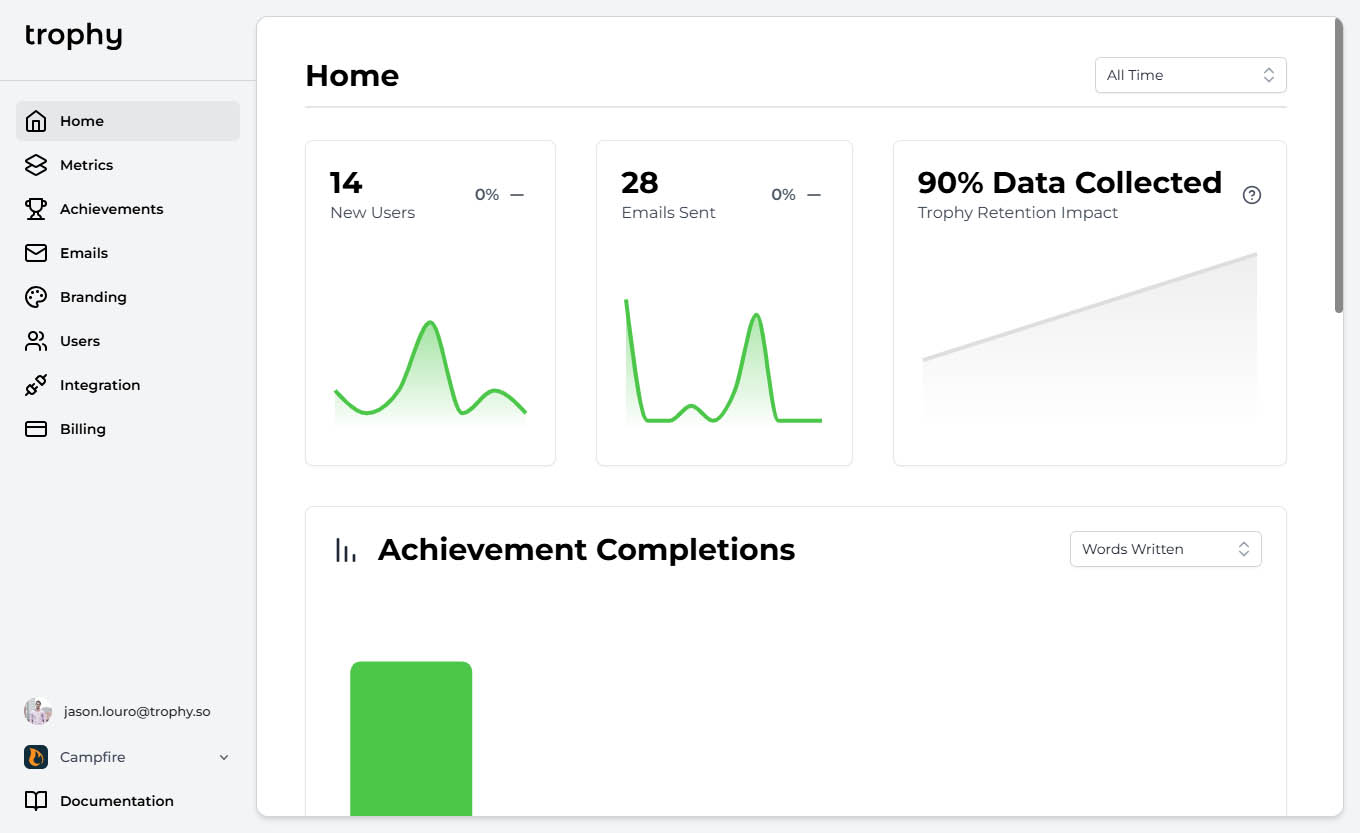 trophy
Home
Metrics
Achievements
Emails
Branding
Users
Integration
Billing
jason.louro@trophy.so
Campfire
Documentation
Home
All Time
14
New Users
0%
28
Emails Sent
0%
90% Data Collected
Trophy Retention Impact
Achievement Completions
Words Written